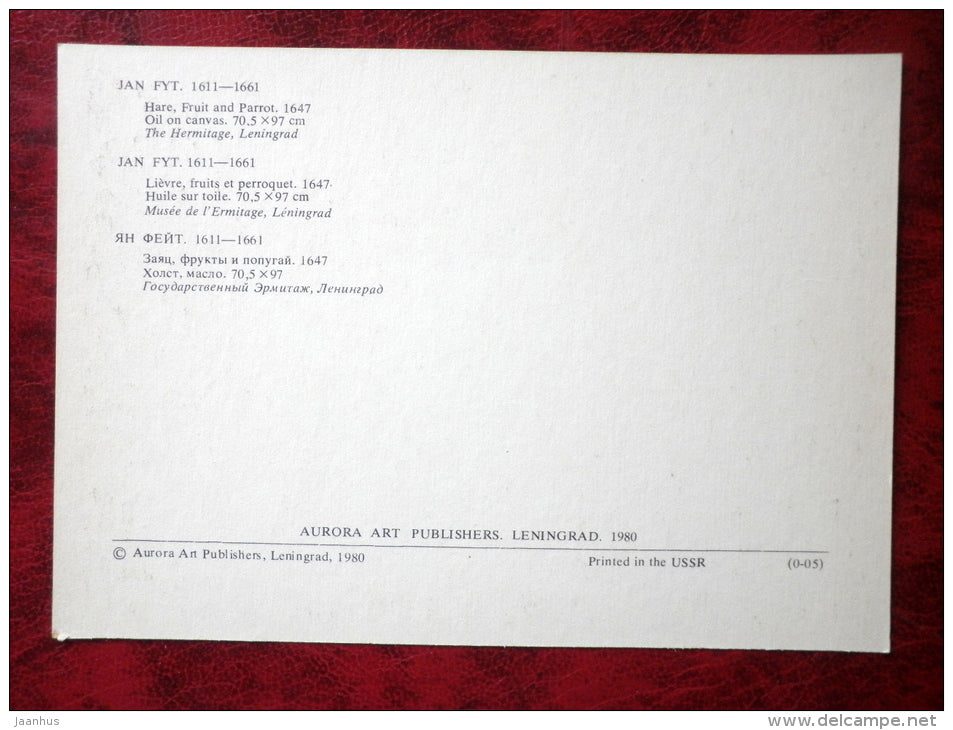 JAN FYT. 1611—1661
Hare, Fruit and Parrot. 1647
Oil on canvas. 70,5 × 97 cm
The Hermitage, Leningrad
JAN FYT. 1611—1661
Lièvre, fruits et perroquet. 1647
Huile sur toile. 70,5 × 97 cm
Musée de l'Ermitage, Léningrad
ЯН ФЕЙТ. 1611—1661
Заяц, фрукты и попугай. 1647
Холст, масло. 70,5 × 97
Государственный Эрмитаж, Ленинград
AURORA ART PUBLISHERS. LENINGRAD. 1980
© Aurora Art Publishers, Leningrad, 1980
Printed in the USSR
(0-05)
jaanhus
www.delcampe.net